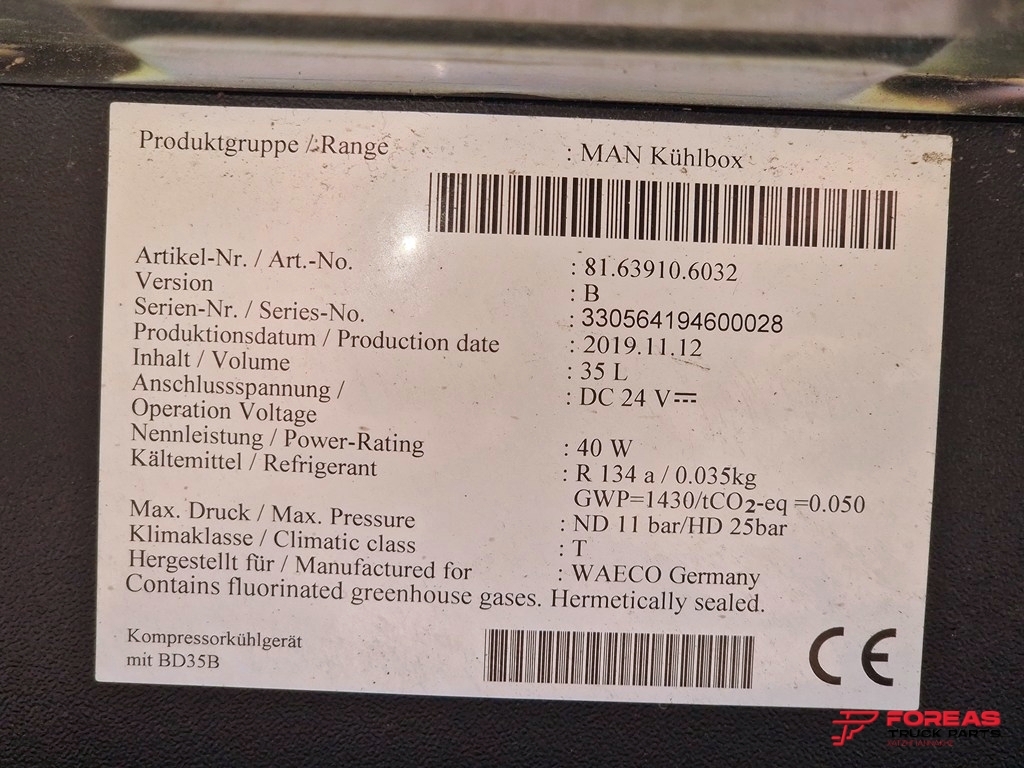 Produktgruppe / Range : MAN Kühlbox
Artikel-Nr. / Art.-No. : 81.63910.6032
Version : B
Serien-Nr. / Series-No. : 330564194600028
Produktionsdatum / Production date : 2019.11.12
Inhalt / Volume : 35 L
Anschlussspannung / : DC 24 V⎓
Operation Voltage
Nennleistung / Power-Rating : 40 W
Kältemittel / Refrigerant : R 134 a / 0.035kg
GWP=1430/tCO2-eq =0.050
Max. Druck / Max. Pressure : ND 11 bar/HD 25bar
Klimaklasse / Climatic class : T
Hergestellt für / Manufactured for : WAECO Germany
Contains fluorinated greenhouse gases. Hermetically sealed.
Kompressorkühlgerät
mit BD35B
CE
FOREAS
TRUCK PARTS